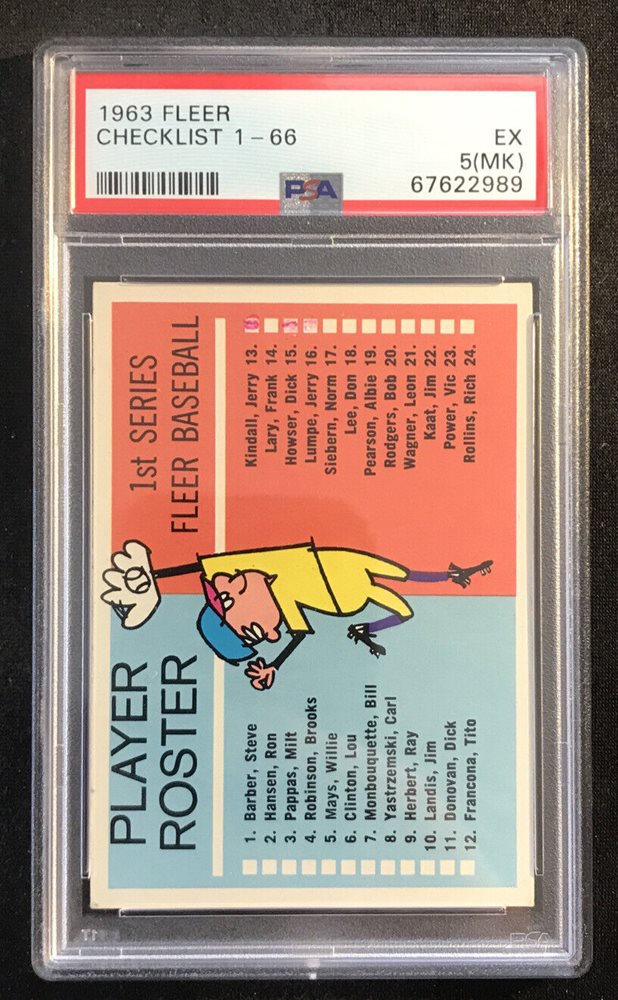 1963 FLEER
CHECKLIST 1-66
EX
5(MK)
PSA
67622989
PLAYER
ROSTER
1st SERIES
FLEER BASEBALL
1. Barber, Steve
2. Hansen, Ron
3. Pappas, Milt
4. Robinson, Brooks
5. Mays, Willie
6. Clinton, Lou
7. Monbouquette, Bill
8. Yastrzemski, Carl
9. Herbert, Ray
10. Landis, Jim
11. Donovan, Dick
12. Francona, Tito
Kindall, Jerry 13.
Lary, Frank 14.
Howser, Dick 15.
Lumpe, Jerry 16.
Siebern, Norm 17.
Lee, Don 18.
Pearson, Albie 19.
Rodgers, Bob 20.
Wagner, Leon 21.
Kaat, Jim 22.
Power, Vic 23.
Rollins, Rich 24.
PSA